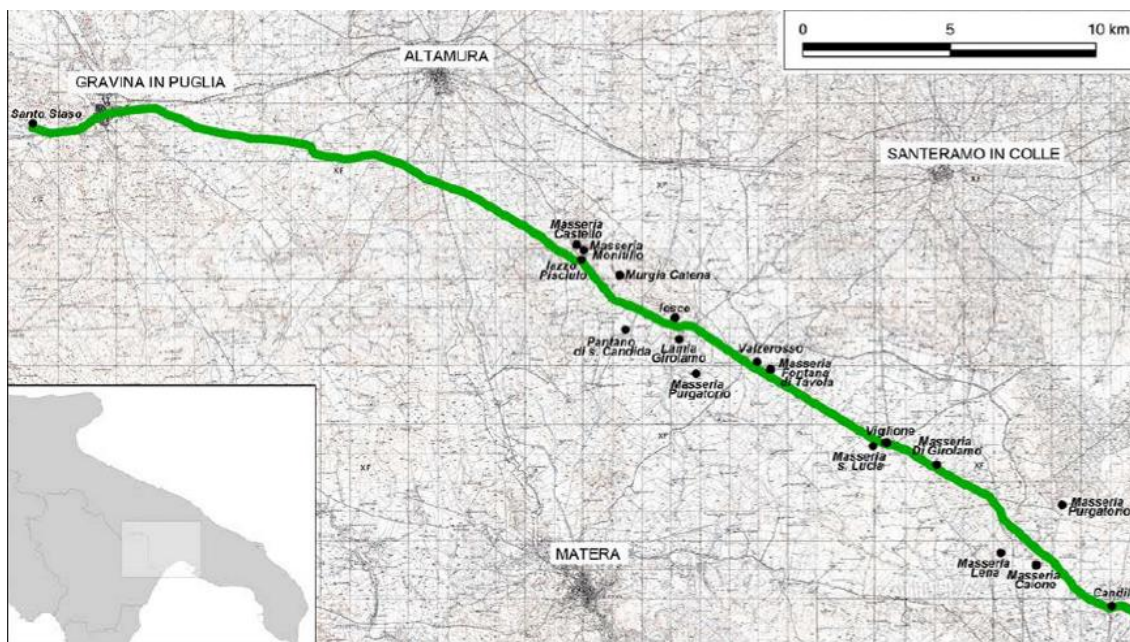 0 5 10 km
ALTAMURA
GRAVINA IN PUGLIA
Santo Staso
SANTERAMO IN COLLE
Masseria
Castello
Masseria
Monitillo
Iazzo
Pisciulo
Murgia Catena
Iesce
Pantano
di s. Candida
Lamia
Girolamo
Masseria
Purgatorio
Valzerosso
Masseria
Fontana
di Tavola
Viglione
Masseria
s. Lucia
Masseria
Di Girolamo
Masseria
Purgatorio
MATERA
Masseria
Lena
Masseria
Caione
Candil